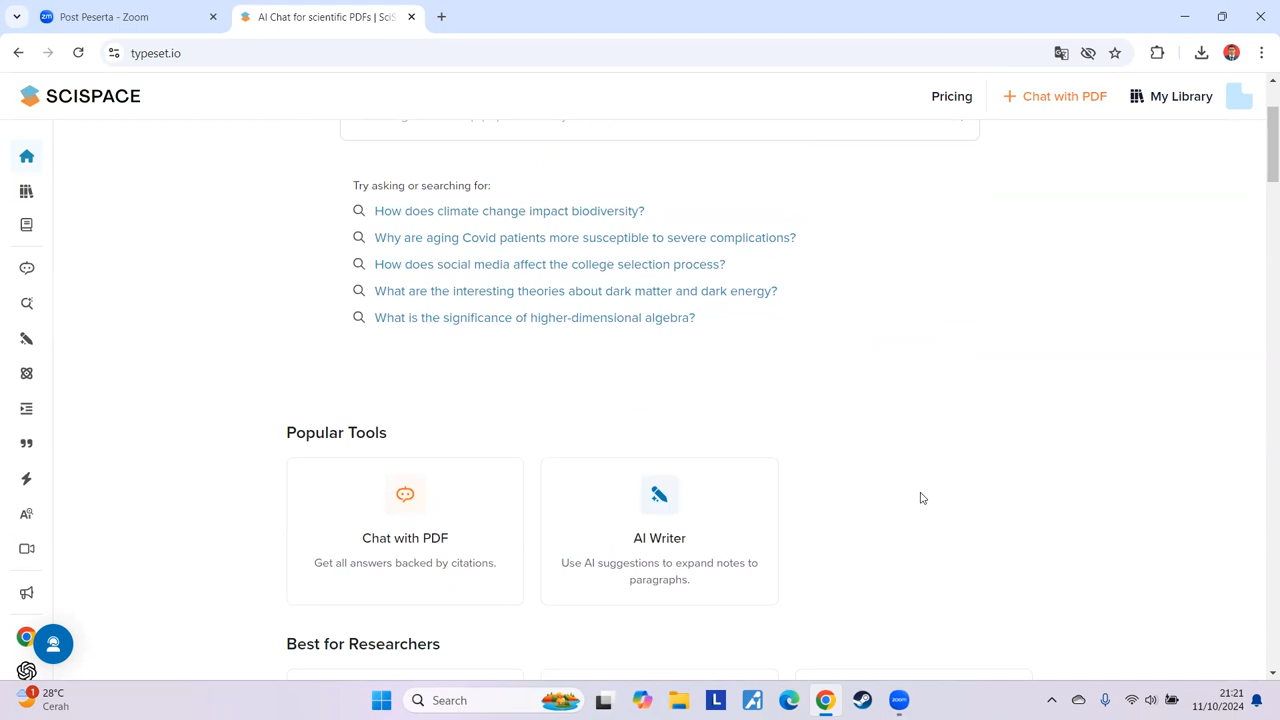 Post Peserta - Zoom
AI Chat for scientific PDFs | SciS
typeset.io
SCISPACE
Pricing
Chat with PDF
My Library
Try asking or searching for:
How does climate change impact biodiversity?
Why are aging Covid patients more susceptible to severe complications?
How does social media affect the college selection process?
What are the interesting theories about dark matter and dark energy?
What is the significance of higher-dimensional algebra?
Popular Tools
Chat with PDF
Get all answers backed by citations.
AI Writer
Use AI suggestions to expand notes to
paragraphs.
Best for Researchers
1
28°C
Cerah
Search
zoom
21:21
11/10/2024